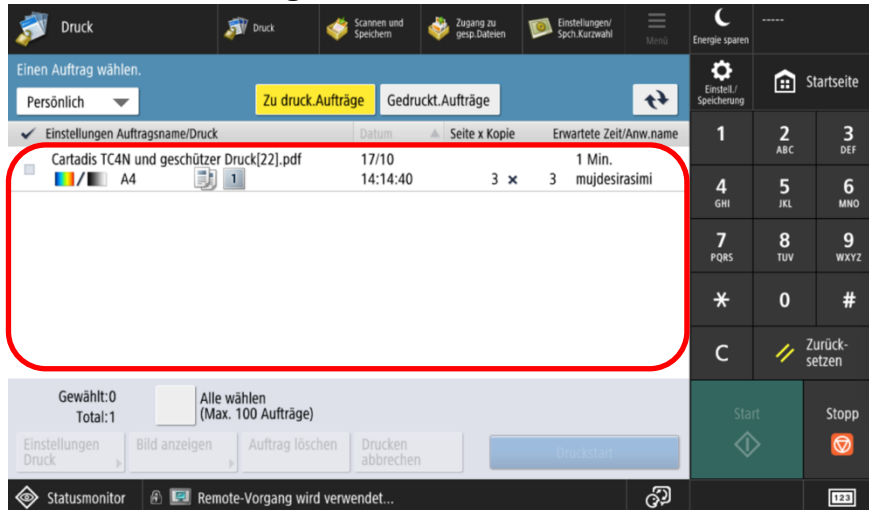 Druck
Druck
Scannen und
Speichern
Zugang zu
gesp.Dateien
Einstellungen/
Spch.Kurzwahl
Menü
Energie sparen
-----
Einen Auftrag wählen.
Persönlich
Zu druck.Aufträge
Gedruckt.Aufträge
Einstell./
Speicherung
Startseite
Einstellungen Auftragsname/Druck
Datum
Seite x Kopie
Erwartete Zeit/Anw.name
Cartadis TC4N und geschützer Druck[22].pdf
17/10
1 Min.
A4
1
14:14:40
3 ×
3
mujdesirasimi
1
2
ABC
3
DEF
4
GHI
5
JKL
6
MNO
7
PQRS
8
TUV
9
WXYZ
*
0
#
C
Zurück-
setzen
Gewählt:0
Total:1
Alle wählen
(Max. 100 Aufträge)
Einstellungen
Druck
Bild anzeigen
Auftrag löschen
Drucken
abbrechen
Druckstart
Start
Stopp
Statusmonitor
Remote-Vorgang wird verwendet...
123